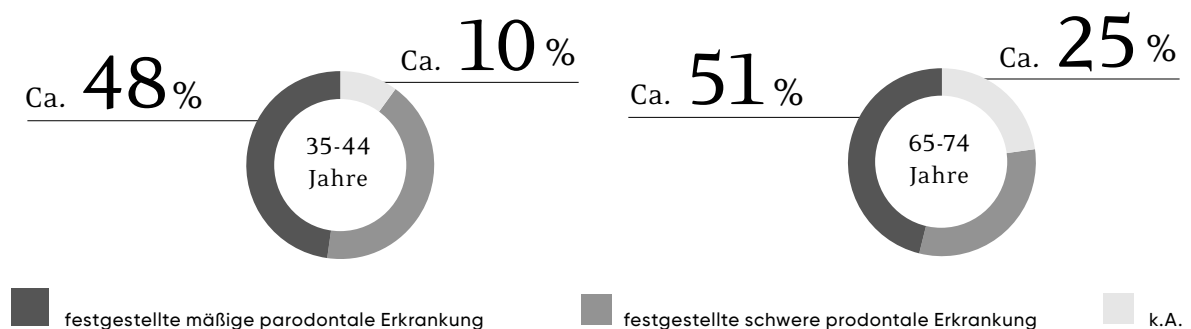 Ca. 48 %
Ca. 10 %
35-44
Jahre
Ca. 51 %
Ca. 25 %
65-74
Jahre
festgestellte mäßige parodontale Erkrankung
festgestellte schwere prodontale Erkrankung
k.A.